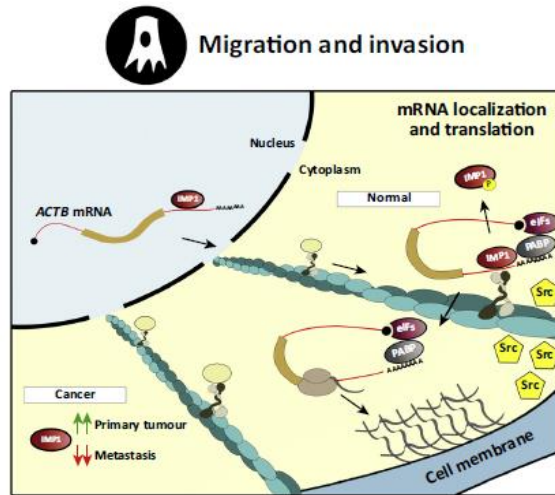 Migration and invasion
mRNA localization
and translation
Nucleus
Cytoplasm
Normal
IMP1
P
IMP1
ACTB mRNA
AAAAAA
eIFs
PABP
IMP1
AAAAAAA
Src
Src
Src
Src
eIFs
PABP
AAAAAAA
Cancer
IMP1
Primary tumour
Metastasis
Cell membrane